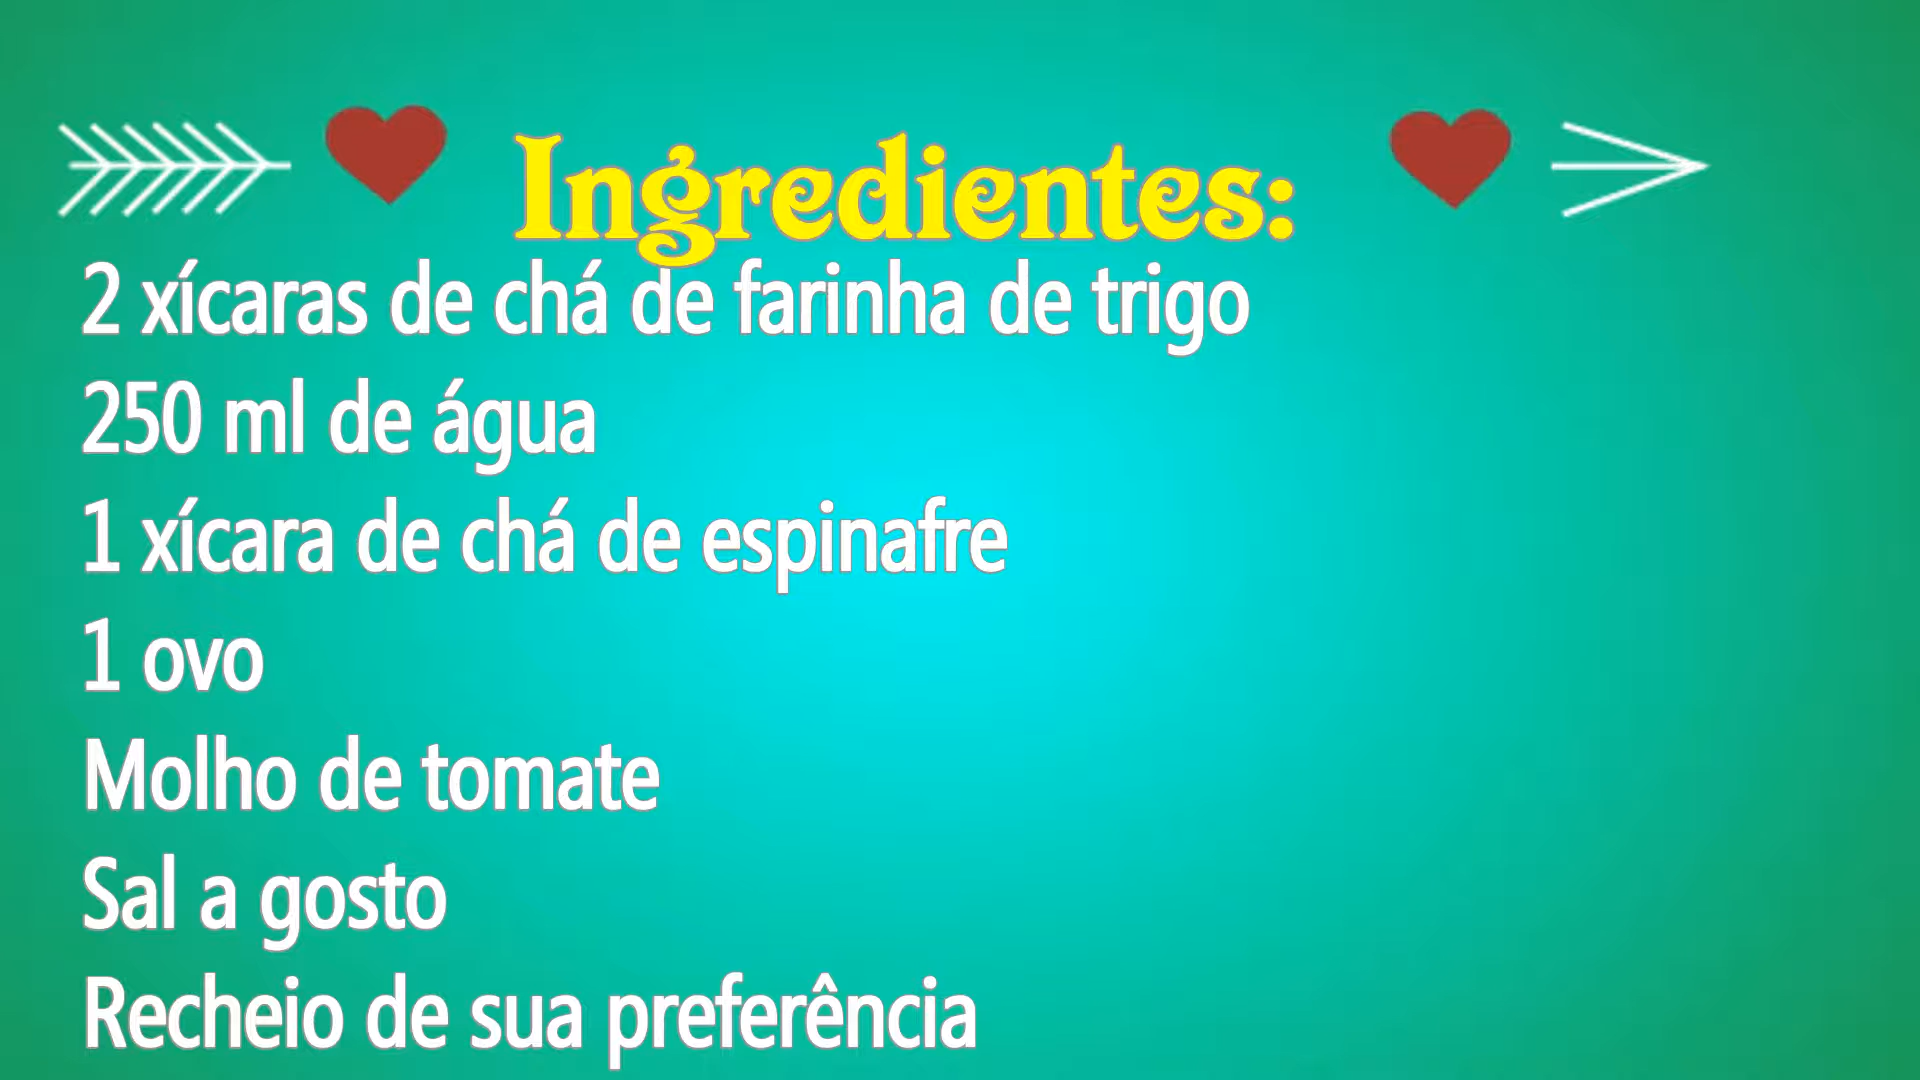 Ingredientes:
2 xícaras de chá de farinha de trigo
250 ml de água
1 xícara de chá de espinafre
1 ovo
Molho de tomate
Sal a gosto
Recheio de sua preferência